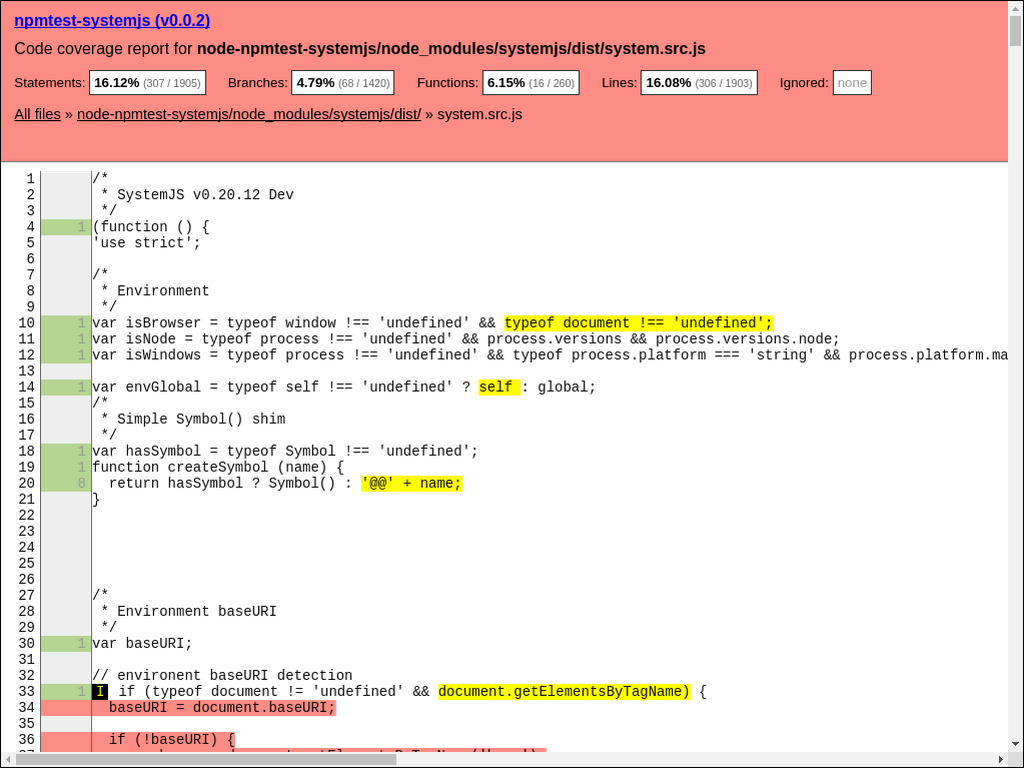 npmtest-systemjs (v0.0.2)
Code coverage report for node-npmtest-systemjs/node_modules/systemjs/dist/system.src.js
Statements: 16.12% (307 / 1905) Branches: 4.79% (68 / 1420) Functions: 6.15% (16 / 260) Lines: 16.08% (306 / 1903) Ignored: none
All files » node-npmtest-systemjs/node_modules/systemjs/dist/ » system.src.js
1 /*
2  * SystemJS v0.20.12 Dev
3  */
4 1 (function () {
5 'use strict';
6
7 /*
8  * Environment
9  */
10 1 var isBrowser = typeof window !== 'undefined' && typeof document !== 'undefined';
11 1 var isNode = typeof process !== 'undefined' && process.versions && process.versions.node;
12 1 var isWindows = typeof process !== 'undefined' && typeof process.platform === 'string' && process.platform.ma
13
14 1 var envGlobal = typeof self !== 'undefined' ? self : global;
15 /*
16  * Simple Symbol() shim
17  */
18 1 var hasSymbol = typeof Symbol !== 'undefined';
19 1 function createSymbol (name) {
20 8   return hasSymbol ? Symbol() : '@@' + name;
21 }
22
23
24
25
26
27 /*
28  * Environment baseURI
29  */
30 1 var baseURI;
31
32 // environent baseURI detection
33 1 I if (typeof document != 'undefined' && document.getElementsByTagName) {
34   baseURI = document.baseURI;
35
36   if (!baseURI) {